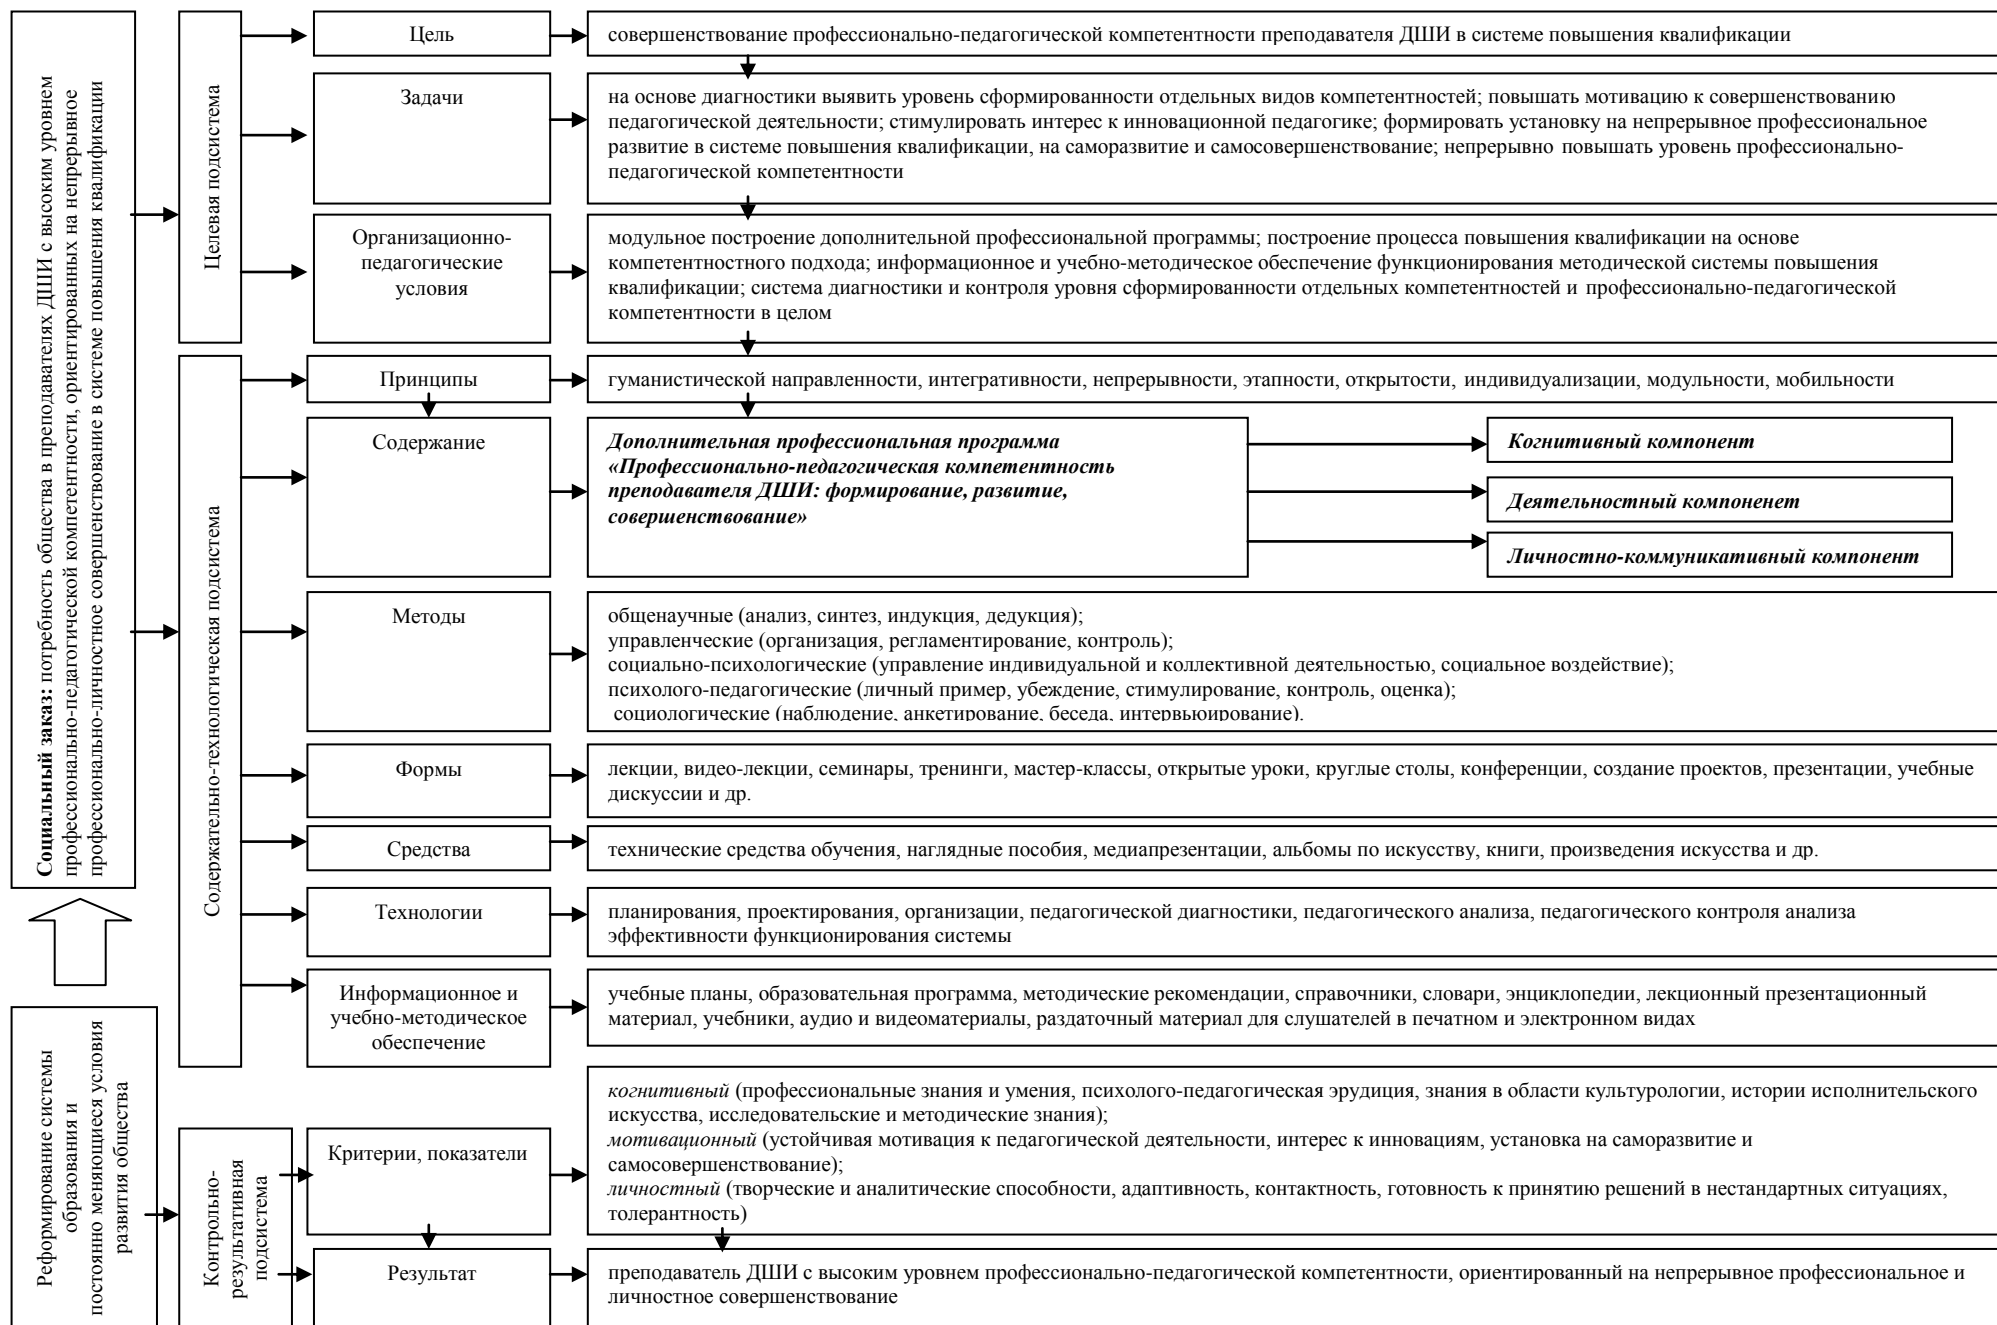 Социальный заказ: потребность общества в преподавателях ДШИ с высоким уровнем
профессионально-педагогической компетентности, ориентированных на непрерывное
профессионально-личностное совершенствование в системе повышения квалификации
Реформирование системы
образования и
постоянно меняющиеся условия
развития общества
Целевая подсистема
Цель
совершенствование профессионально-педагогической компетентности преподавателя ДШИ в системе повышения квалификации
Задачи
на основе диагностики выявить уровень сформированности отдельных видов компетентностей; повышать мотивацию к совершенствованию
педагогической деятельности; стимулировать интерес к инновационной педагогике; формировать установку на непрерывное профессиональное
развитие в системе повышения квалификации, на саморазвитие и самосовершенствование; непрерывно повышать уровень профессионально-
педагогической компетентности
Организационно-
педагогические
условия
модульное построение дополнительной профессиональной программы; построение процесса повышения квалификации на основе
компетентностного подхода; информационное и учебно-методическое обеспечение функционирования методической системы повышения
квалификации; система диагностики и контроля уровня сформированности отдельных компетентностей и профессионально-педагогической
компетентности в целом
Содержательно-технологическая подсистема
Принципы
гуманистической направленности, интегративности, непрерывности, этапности, открытости, индивидуализации, модульности, мобильности
Содержание
Дополнительная профессиональная программа
«Профессионально-педагогическая компетентность
преподавателя ДШИ: формирование, развитие,
совершенствование»
Когнитивный компонент
Деятельностный компоненет
Личностно-коммуникативный компонент
Методы
общенаучные (анализ, синтез, индукция, дедукция);
управленческие (организация, регламентирование, контроль);
социально-психологические (управление индивидуальной и коллективной деятельностью, социальное воздействие);
психолого-педагогические (личный пример, убеждение, стимулирование, контроль, оценка);
социологические (наблюдение, анкетирование, беседа, интервьюирование).
Формы
лекции, видео-лекции, семинары, тренинги, мастер-классы, открытые уроки, круглые столы, конференции, создание проектов, презентации, учебные
дискуссии и др.
Средства
технические средства обучения, наглядные пособия, медиапрезентации, альбомы по искусству, книги, произведения искусства и др.
Технологии
планирования, проектирования, организации, педагогической диагностики, педагогического анализа, педагогического контроля анализа
эффективности функционирования системы
Информационное и
учебно-методическое
обеспечение
учебные планы, образовательная программа, методические рекомендации, справочники, словари, энциклопедии, лекционный презентационный
материал, учебники, аудио и видеоматериалы, раздаточный материал для слушателей в печатном и электронном видах
Контрольно-
результативная
подсистема
Критерии, показатели
когнитивный (профессиональные знания и умения, психолого-педагогическая эрудиция, знания в области культурологии, истории исполнительского
искусства, исследовательские и методические знания);
мотивационный (устойчивая мотивация к педагогической деятельности, интерес к инновациям, установка на саморазвитие и
самосовершенствование);
личностный (творческие и аналитические способности, адаптивность, контактность, готовность к принятию решений в нестандартных ситуациях,
толерантность)
Результат
преподаватель ДШИ с высоким уровнем профессионально-педагогической компетентности, ориентированный на непрерывное профессиональное и
личностное совершенствование